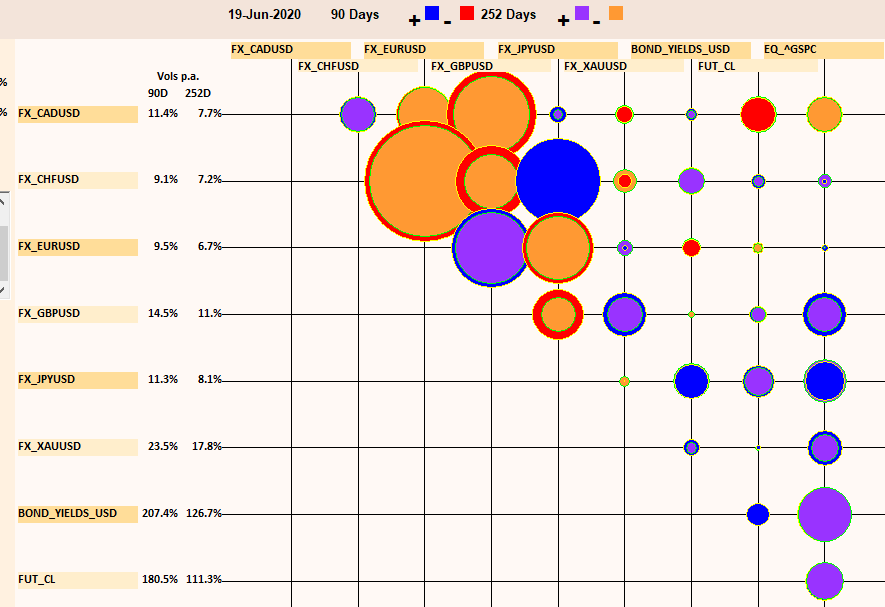 19-Jun-2020 90 Days + - 252 Days + -
FX_CADUSD FX_EURUSD FX_JPYUSD BOND_YIELDS_USD EQ_^GSPC
FX_CHFUSD FX_GBPUSD FX_XAUUSD FUT_CL
Vols p.a.
%
90D 252D
% FX_CADUSD 11.4% 7.7%
FX_CHFUSD 9.1% 7.2%
FX_EURUSD 9.5% 6.7%
FX_GBPUSD 14.5% 11.%
FX_JPYUSD 11.3% 8.1%
FX_XAUUSD 23.5% 17.8%
BOND_YIELDS_USD 207.4% 126.7%
FUT_CL 180.5% 111.3%